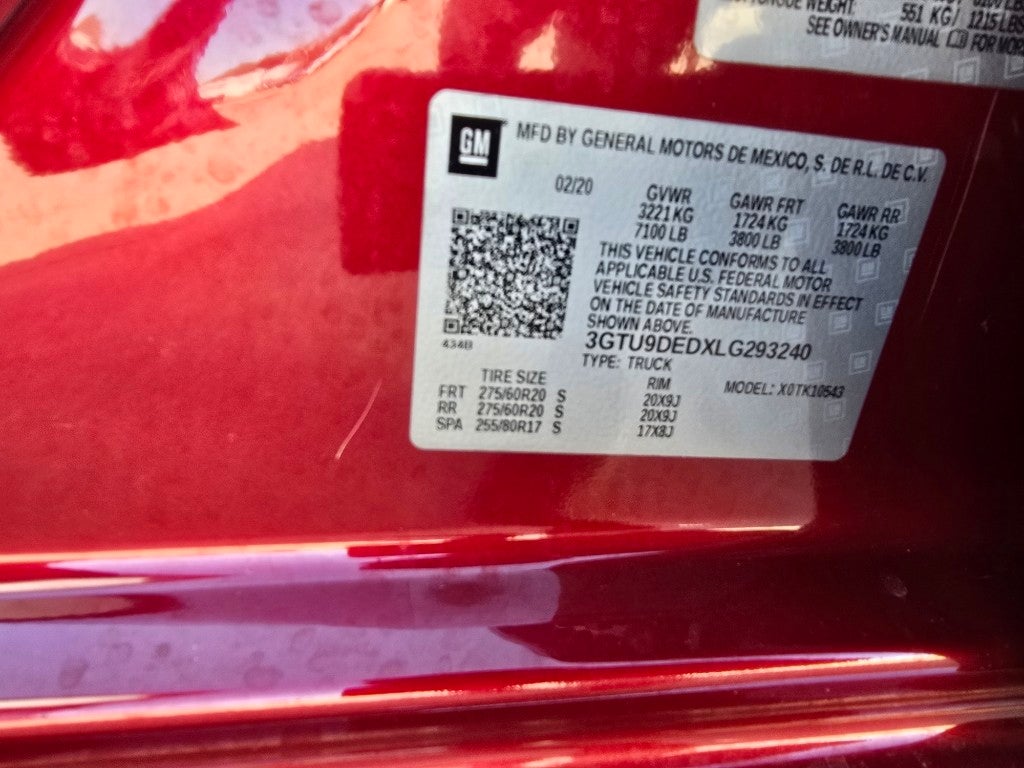 TONGUE WEIGHT: 551 KG/ 1215 LBS
SEE OWNER'S MANUAL FOR MORE
GM
MFD BY GENERAL MOTORS DE MEXICO, S. DE R.L. DE C.V.
02/20 GVWR GAWR FRT GAWR RR
3221 KG 1724 KG 1724 KG
7100 LB 3800 LB 3800 LB
THIS VEHICLE CONFORMS TO ALL
APPLICABLE U.S. FEDERAL MOTOR
VEHICLE SAFETY STANDARDS IN EFFECT
ON THE DATE OF MANUFACTURE
SHOWN ABOVE.
434B
3GTU9DEDXLG293240
TYPE: TRUCK
TIRE SIZE RIM MODEL: X0TK10543
FRT 275/60R20 S 20X9J
RR 275/60R20 S 20X9J
SPA 255/80R17 S 17X8J